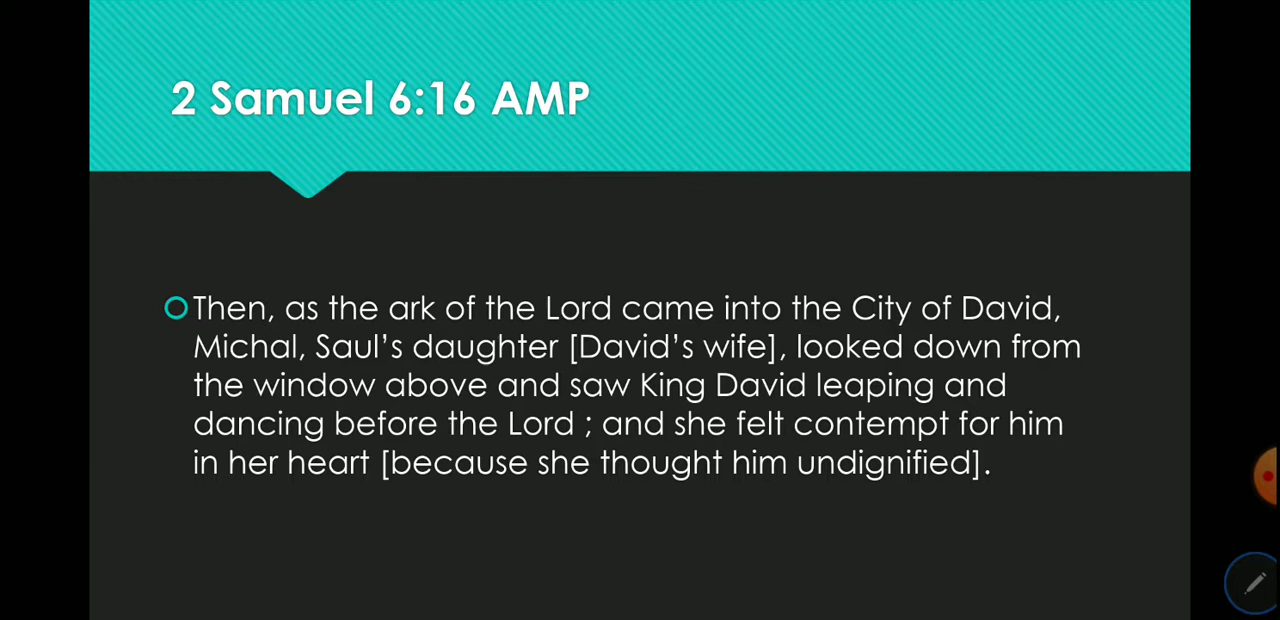 2 Samuel 6:16 AMP
Then, as the ark of the Lord came into the City of David,
Michal, Saul’s daughter [David’s wife], looked down from
the window above and saw King David leaping and
dancing before the Lord ; and she felt contempt for him
in her heart [because she thought him undignified].